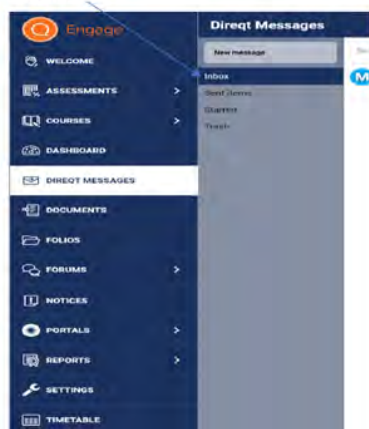 Engage
WELCOME
ASSESSMENTS
COURSES
DASHBOARD
DIREQT MESSAGES
DOCUMENTS
FOLIOS
FORUMS
NOTICES
PORTALS
REPORTS
SETTINGS
TIMETABLE
Direqt Messages
New message
Inbox
Sent items
Trash
M